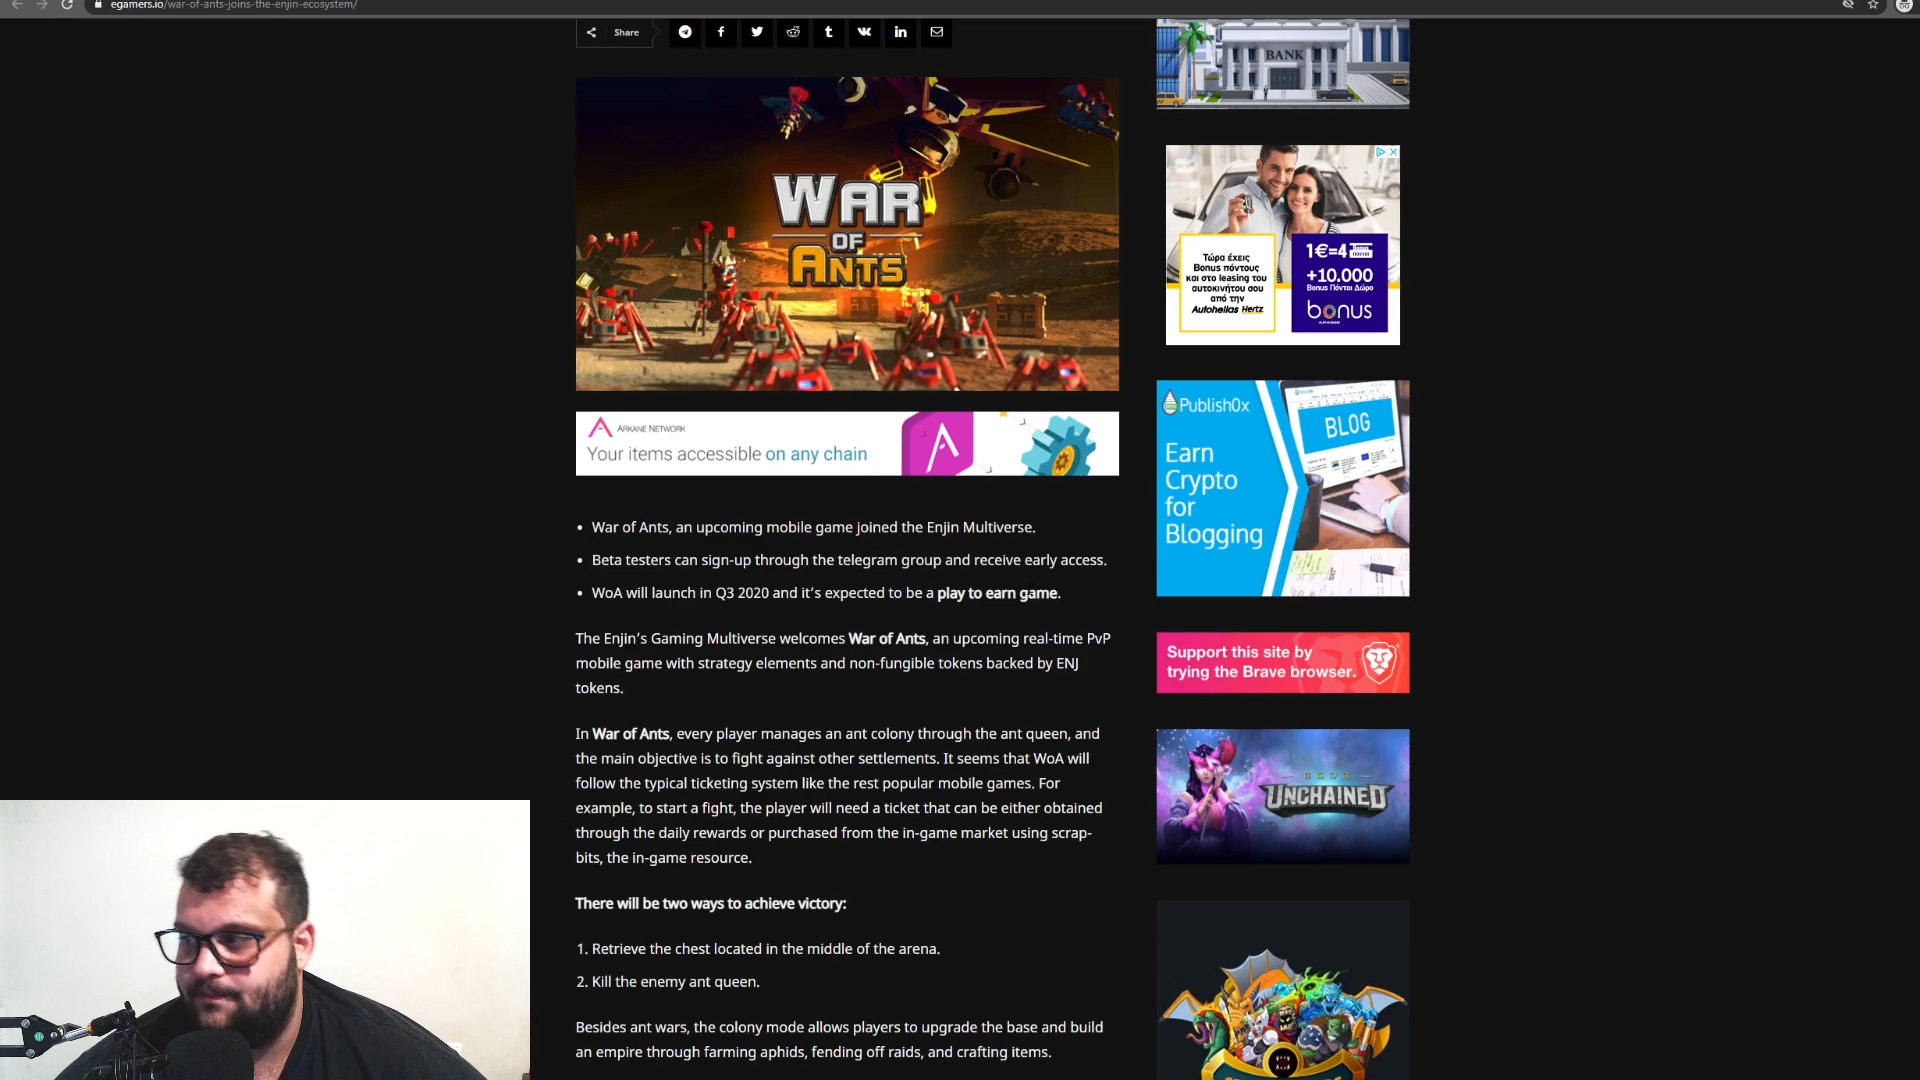 egamers.io/war-of-ants-joins-the-enjin-ecosystem/
Share
WAR
OF
ANTS
ARKANE NETWORK
Your items accessible on any chain
• War of Ants, an upcoming mobile game joined the Enjin Multiverse.
• Beta testers can sign-up through the telegram group and receive early access.
• WoA will launch in Q3 2020 and it’s expected to be a play to earn game.
The Enjin’s Gaming Multiverse welcomes War of Ants, an upcoming real-time PvP
mobile game with strategy elements and non-fungible tokens backed by ENJ
tokens.
In War of Ants, every player manages an ant colony through the ant queen, and
the main objective is to fight against other settlements. It seems that WoA will
follow the typical ticketing system like the rest popular mobile games. For
example, to start a fight, the player will need a ticket that can be either obtained
through the daily rewards or purchased from the in-game market using scrap-
bits, the in-game resource.
There will be two ways to achieve victory:
1. Retrieve the chest located in the middle of the arena.
2. Kill the enemy ant queen.
Besides ant wars, the colony mode allows players to upgrade the base and build
an empire through farming aphids, fending off raids, and crafting items.
BANK
Τώρα έχεις
Bonus πόντους
και στο leasing του
αυτοκινήτου σου
από την
Autohellas Hertz
1€=4
+10.000
Bonus Πόντοι Δώρο
bonus
Publish0x
BLOG
Earn
Crypto
for
Blogging
Support this site by
trying the Brave browser.
GODS
UNCHAINED